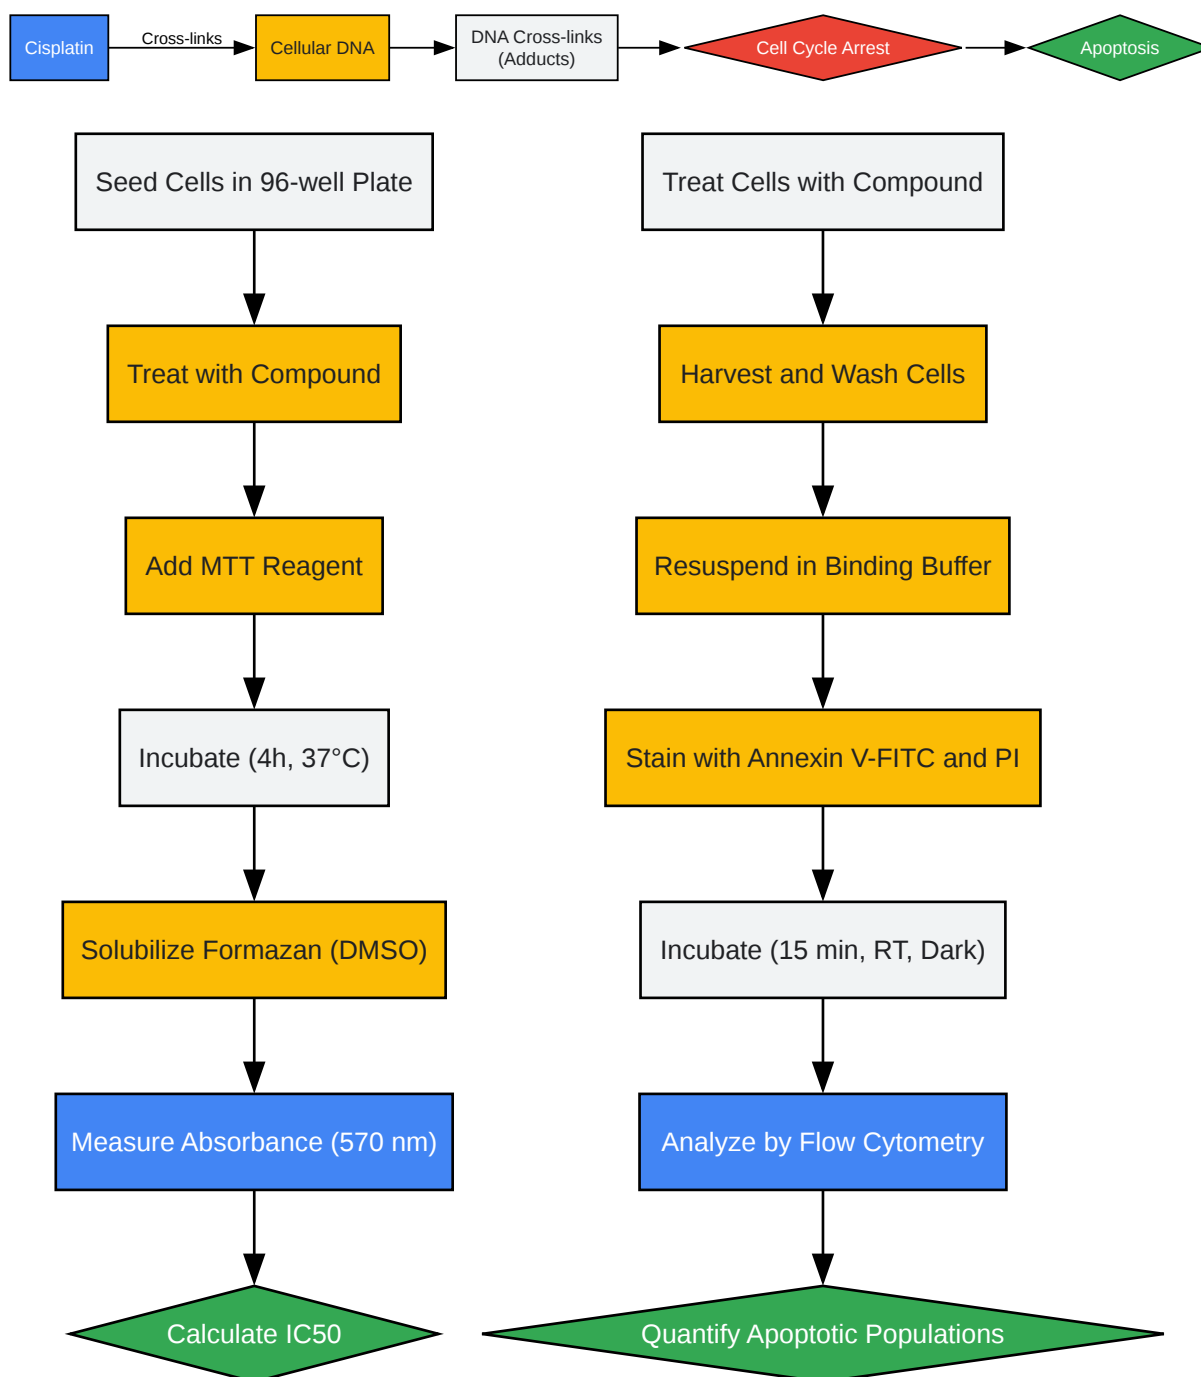 Cisplatin
Cross-links
Cellular DNA
DNA Cross-links
(Adducts)
Cell Cycle Arrest
Apoptosis
Seed Cells in 96-well Plate
Treat with Compound
Add MTT Reagent
Incubate (4h, 37°C)
Solubilize Formazan (DMSO)
Measure Absorbance (570 nm)
Calculate IC50
Treat Cells with Compound
Harvest and Wash Cells
Resuspend in Binding Buffer
Stain with Annexin V-FITC and PI
Incubate (15 min, RT, Dark)
Analyze by Flow Cytometry
Quantify Apoptotic Populations